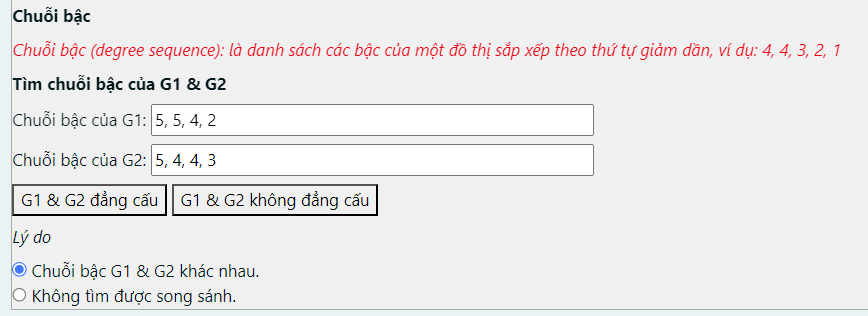 Chuỗi bậc
Chuỗi bậc (degree sequence): là danh sách các bậc của một đồ thị sắp xếp theo thứ tự giảm dần, ví dụ: 4, 4, 3, 2, 1
Tìm chuỗi bậc của G1 & G2
Chuỗi bậc của G1: 5, 5, 4, 2
Chuỗi bậc của G2: 5, 4, 4, 3
G1 & G2 đẳng cấu G1 & G2 không đẳng cấu
Lý do
Chuỗi bậc G1 & G2 khác nhau.
Không tìm được song sánh.